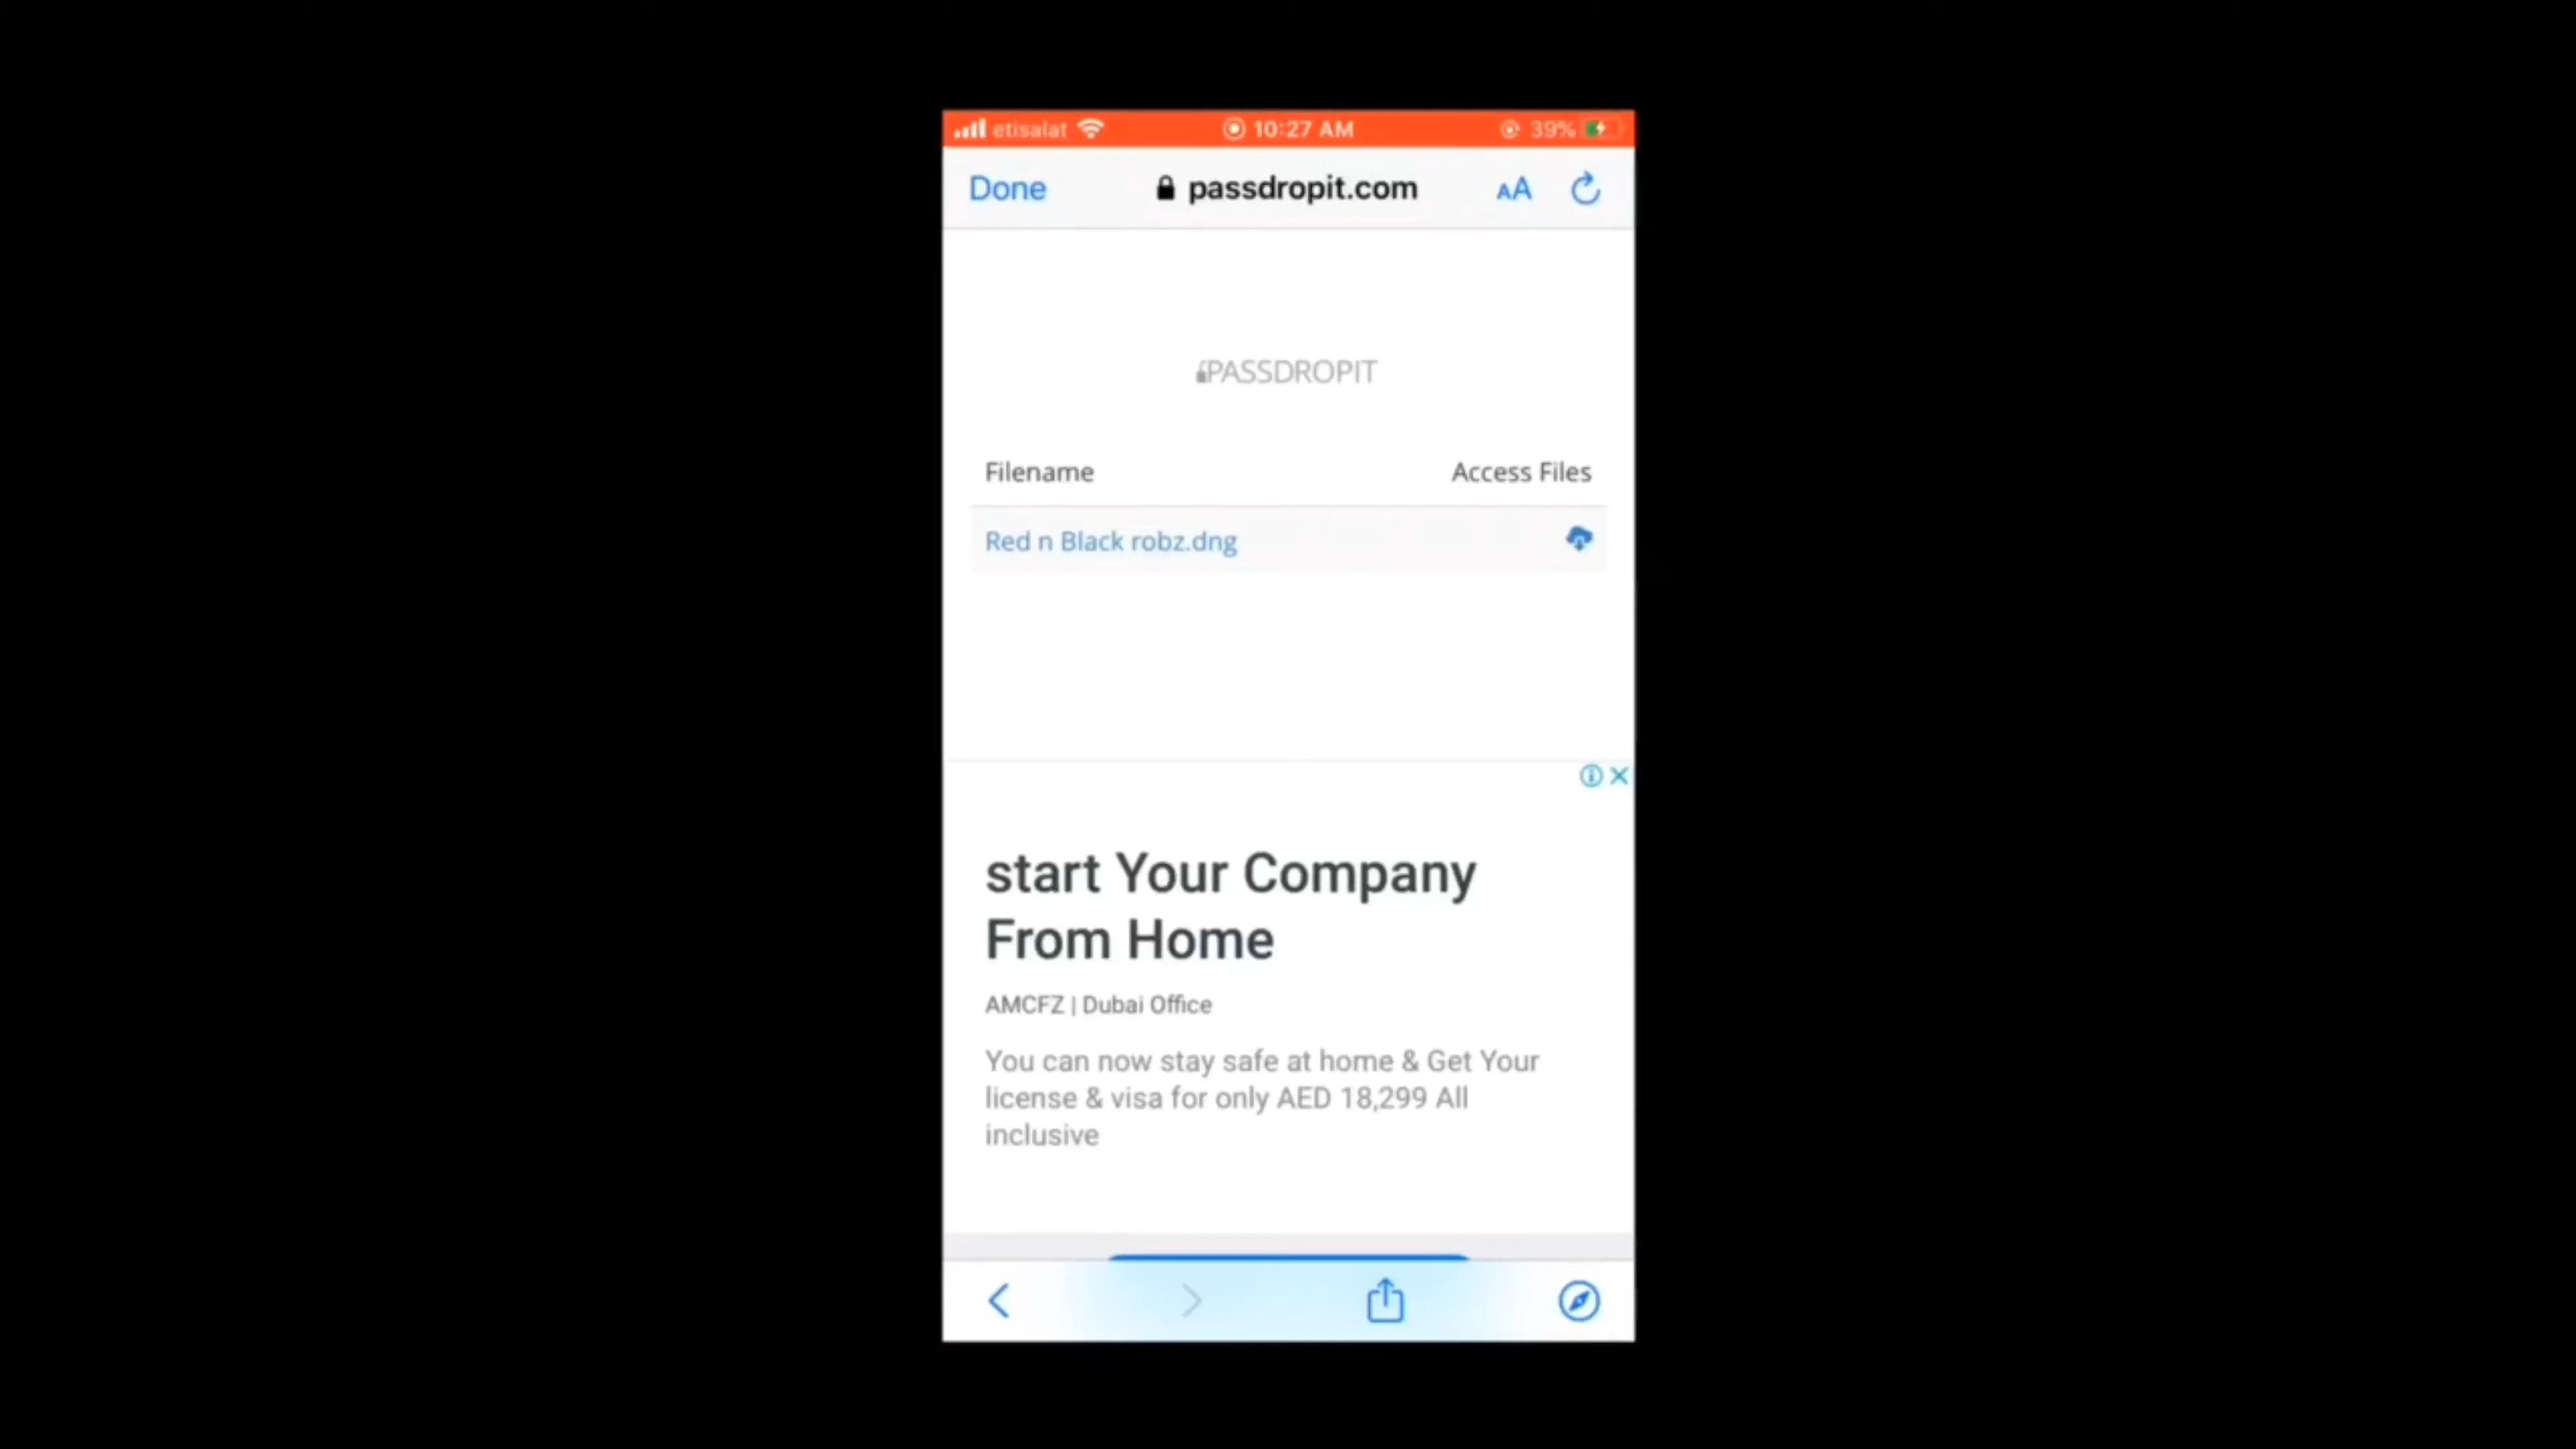 etisalat 10:27 AM 39%
Done passdropit.com AA
PASSDROPIT
Filename Access Files
Red n Black robz.dng
start Your Company
From Home
AMCFZ | Dubai Office
You can now stay safe at home & Get Your
license & visa for only AED 18,299 All
inclusive